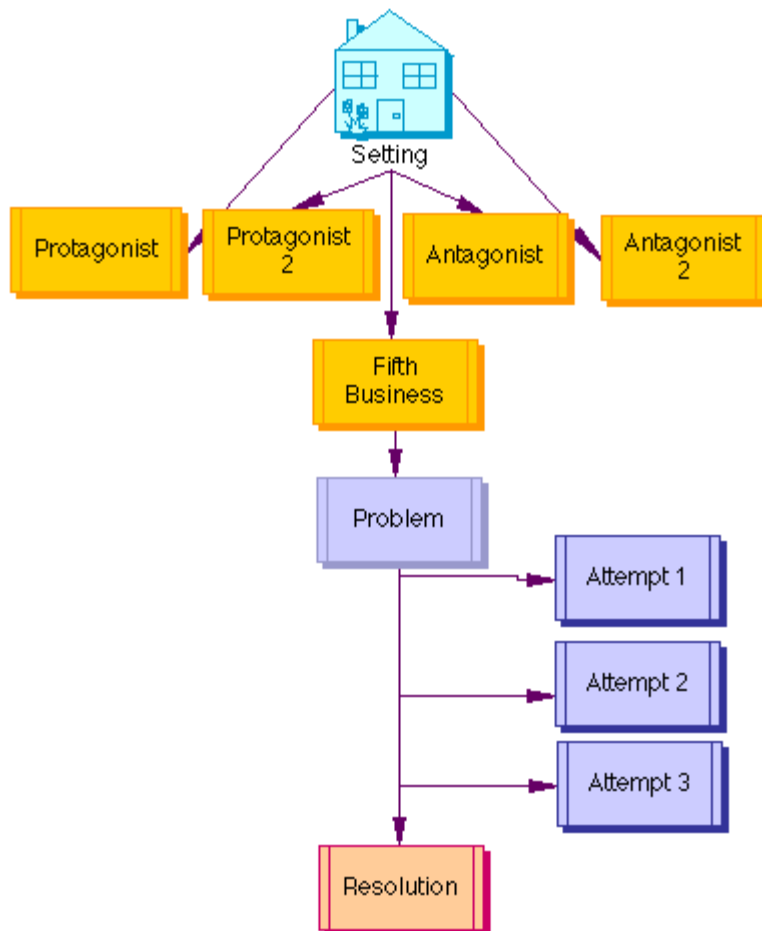 Setting
Protagonist
Protagonist
2
Antagonist
Antagonist
2
Fifth
Business
Problem
Attempt 1
Attempt 2
Attempt 3
Resolution